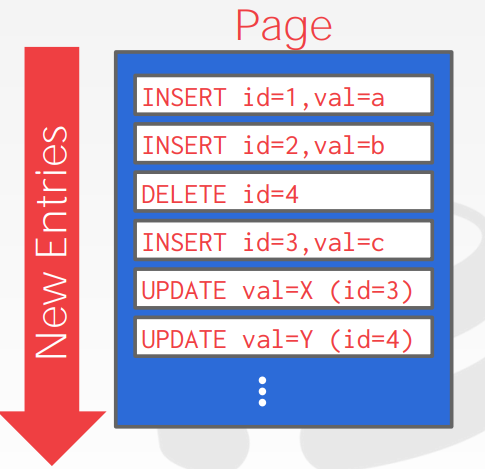 Page
New Entries
INSERT id=1,val=a
INSERT id=2,val=b
DELETE id=4
INSERT id=3,val=c
UPDATE val=X (id=3)
UPDATE val=Y (id=4)